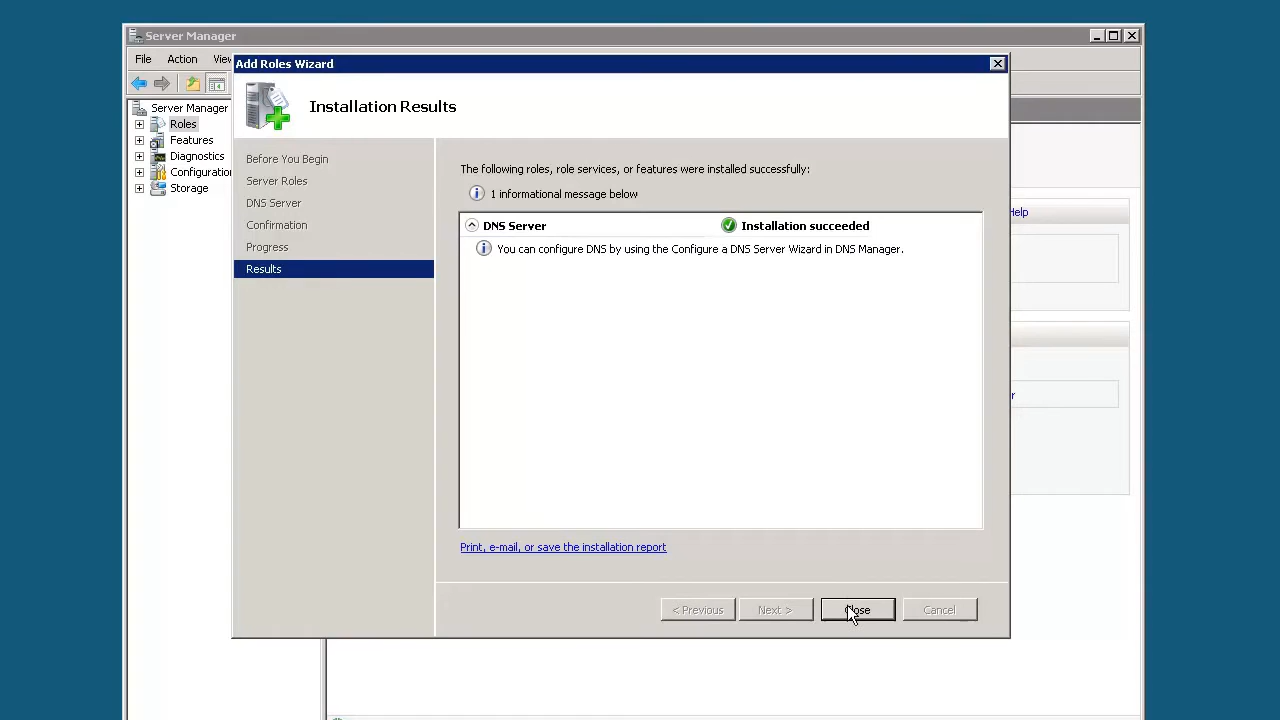 Server Manager
File Action View
Add Roles Wizard
Installation Results
Server Manager
Roles
Features
Diagnostics
Configuration
Storage
Before You Begin
Server Roles
DNS Server
Confirmation
Progress
Results
The following roles, role services, or features were installed successfully:
1 informational message below
DNS Server Installation succeeded
You can configure DNS by using the Configure a DNS Server Wizard in DNS Manager.
Print, e-mail, or save the installation report
< Previous Next > Close Cancel
Help
r